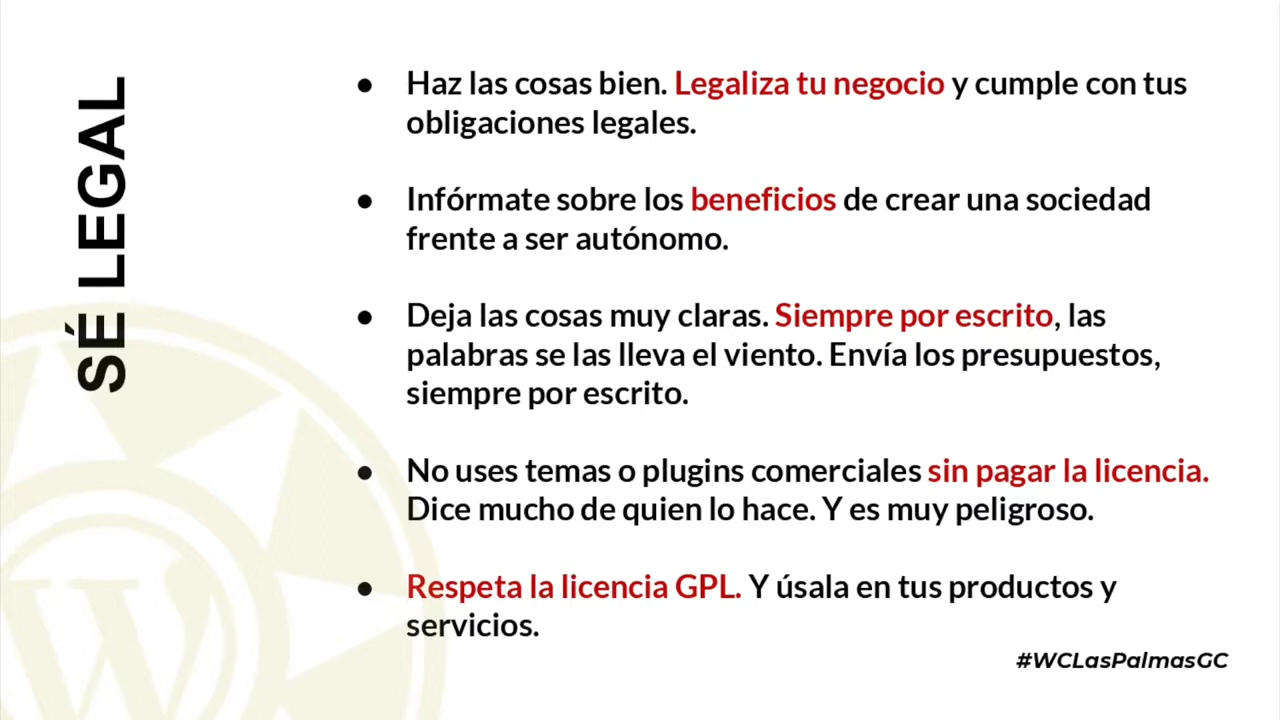 SÉ LEGAL
● Haz las cosas bien. Legaliza tu negocio y cumple con tus
obligaciones legales.
● Infórmate sobre los beneficios de crear una sociedad
frente a ser autónomo.
● Deja las cosas muy claras. Siempre por escrito, las
palabras se las lleva el viento. Envía los presupuestos,
siempre por escrito.
● No uses temas o plugins comerciales sin pagar la licencia.
Dice mucho de quien lo hace. Y es muy peligroso.
● Respeta la licencia GPL. Y úsala en tus productos y
servicios.
#WCLasPalmasGC
W